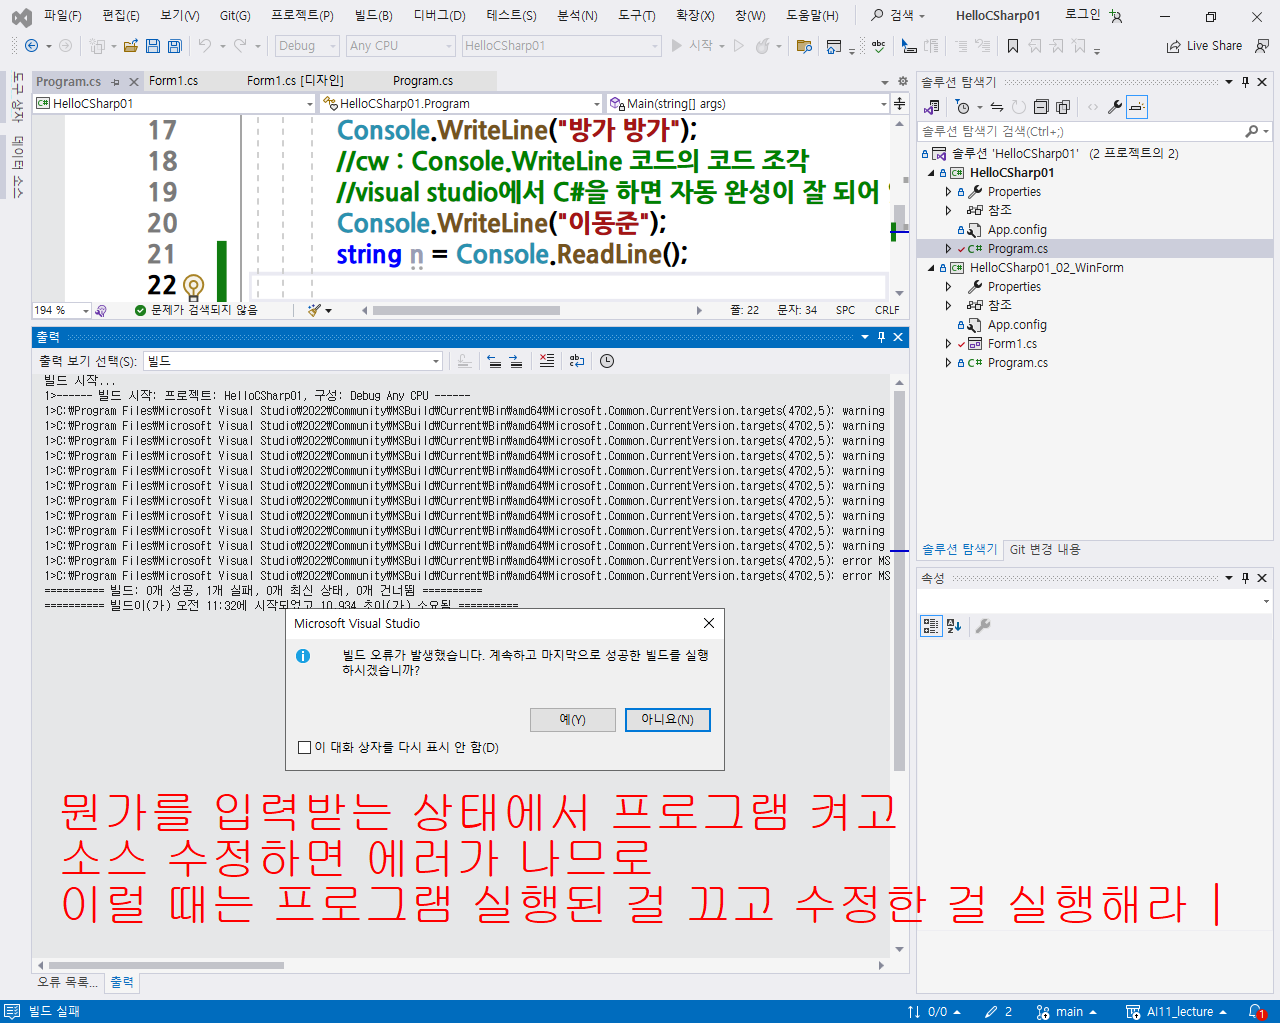 파일(F) 편집(E) 보기(V) Git(G) 프로젝트(P) 빌드(B) 디버그(D) 테스트(S) 분석(N) 도구(T) 확장(X) 창(W) 도움말(H) 검색 HelloCSharp01 로그인
Debug Any CPU HelloCSharp01 시작 Live Share
도구 상자
데이터 소스
Program.cs Form1.cs Form1.cs [디자인] Program.cs
HelloCSharp01 HelloCSharp01.Program Main(string[] args)
17 Console.WriteLine("방가 방가");
18 //cw : Console.WriteLine 코드의 코드 조각
19 //visual studio에서 C#을 하면 자동 완성이 잘 되어
20 Console.WriteLine("이동준");
21 string n = Console.ReadLine();
22
194 % 문제가 검색되지 않음 줄: 22 문자: 34 SPC CRLF
출력
출력 보기 선택(S): 빌드
빌드 시작...
1>------ 빌드 시작: 프로젝트: HelloCSharp01, 구성: Debug Any CPU ------
1>C:₩Program Files₩Microsoft Visual Studio₩2022₩Community₩MSBuild₩Current₩Bin₩amd64₩Microsoft.Common.CurrentVersion.targets(4702,5): warning
1>C:₩Program Files₩Microsoft Visual Studio₩2022₩Community₩MSBuild₩Current₩Bin₩amd64₩Microsoft.Common.CurrentVersion.targets(4702,5): warning
1>C:₩Program Files₩Microsoft Visual Studio₩2022₩Community₩MSBuild₩Current₩Bin₩amd64₩Microsoft.Common.CurrentVersion.targets(4702,5): warning
1>C:₩Program Files₩Microsoft Visual Studio₩2022₩Community₩MSBuild₩Current₩Bin₩amd64₩Microsoft.Common.CurrentVersion.targets(4702,5): warning
1>C:₩Program Files₩Microsoft Visual Studio₩2022₩Community₩MSBuild₩Current₩Bin₩amd64₩Microsoft.Common.CurrentVersion.targets(4702,5): warning
1>C:₩Program Files₩Microsoft Visual Studio₩2022₩Community₩MSBuild₩Current₩Bin₩amd64₩Microsoft.Common.CurrentVersion.targets(4702,5): warning
1>C:₩Program Files₩Microsoft Visual Studio₩2022₩Community₩MSBuild₩Current₩Bin₩amd64₩Microsoft.Common.CurrentVersion.targets(4702,5): warning
1>C:₩Program Files₩Microsoft Visual Studio₩2022₩Community₩MSBuild₩Current₩Bin₩amd64₩Microsoft.Common.CurrentVersion.targets(4702,5): warning
1>C:₩Program Files₩Microsoft Visual Studio₩2022₩Community₩MSBuild₩Current₩Bin₩amd64₩Microsoft.Common.CurrentVersion.targets(4702,5): warning
1>C:₩Program Files₩Microsoft Visual Studio₩2022₩Community₩MSBuild₩Current₩Bin₩amd64₩Microsoft.Common.CurrentVersion.targets(4702,5): warning
1>C:₩Program Files₩Microsoft Visual Studio₩2022₩Community₩MSBuild₩Current₩Bin₩amd64₩Microsoft.Common.CurrentVersion.targets(4702,5): error MS
1>C:₩Program Files₩Microsoft Visual Studio₩2022₩Community₩MSBuild₩Current₩Bin₩amd64₩Microsoft.Common.CurrentVersion.targets(4702,5): error MS
========== 빌드: 0개 성공, 1개 실패, 0개 최신 상태, 0개 건너뜀 ==========
========== 빌드이(가) 오전 11:32에 시작되었고 10.934 초이(가) 소요됨 ==========
Microsoft Visual Studio
빌드 오류가 발생했습니다. 계속하고 마지막으로 성공한 빌드를 실행
하시겠습니까?
예(Y) 아니요(N)
이 대화 상자를 다시 표시 안 함(D)
뭔가를 입력받는 상태에서 프로그램 켜고
소스 수정하면 에러가 나므로
이럴 때는 프로그램 실행된 걸 끄고 수정한 걸 실행해라
오류 목록... 출력
솔루션 탐색기
솔루션 탐색기 검색(Ctrl+;)
솔루션 'HelloCSharp01' (2 프로젝트의 2)
HelloCSharp01
Properties
참조
App.config
C# Program.cs
HelloCSharp01_02_WinForm
Properties
참조
App.config
Form1.cs
C# Program.cs
솔루션 탐색기 Git 변경 내용
속성
빌드 실패 0/0 2 main AI11_lecture 1